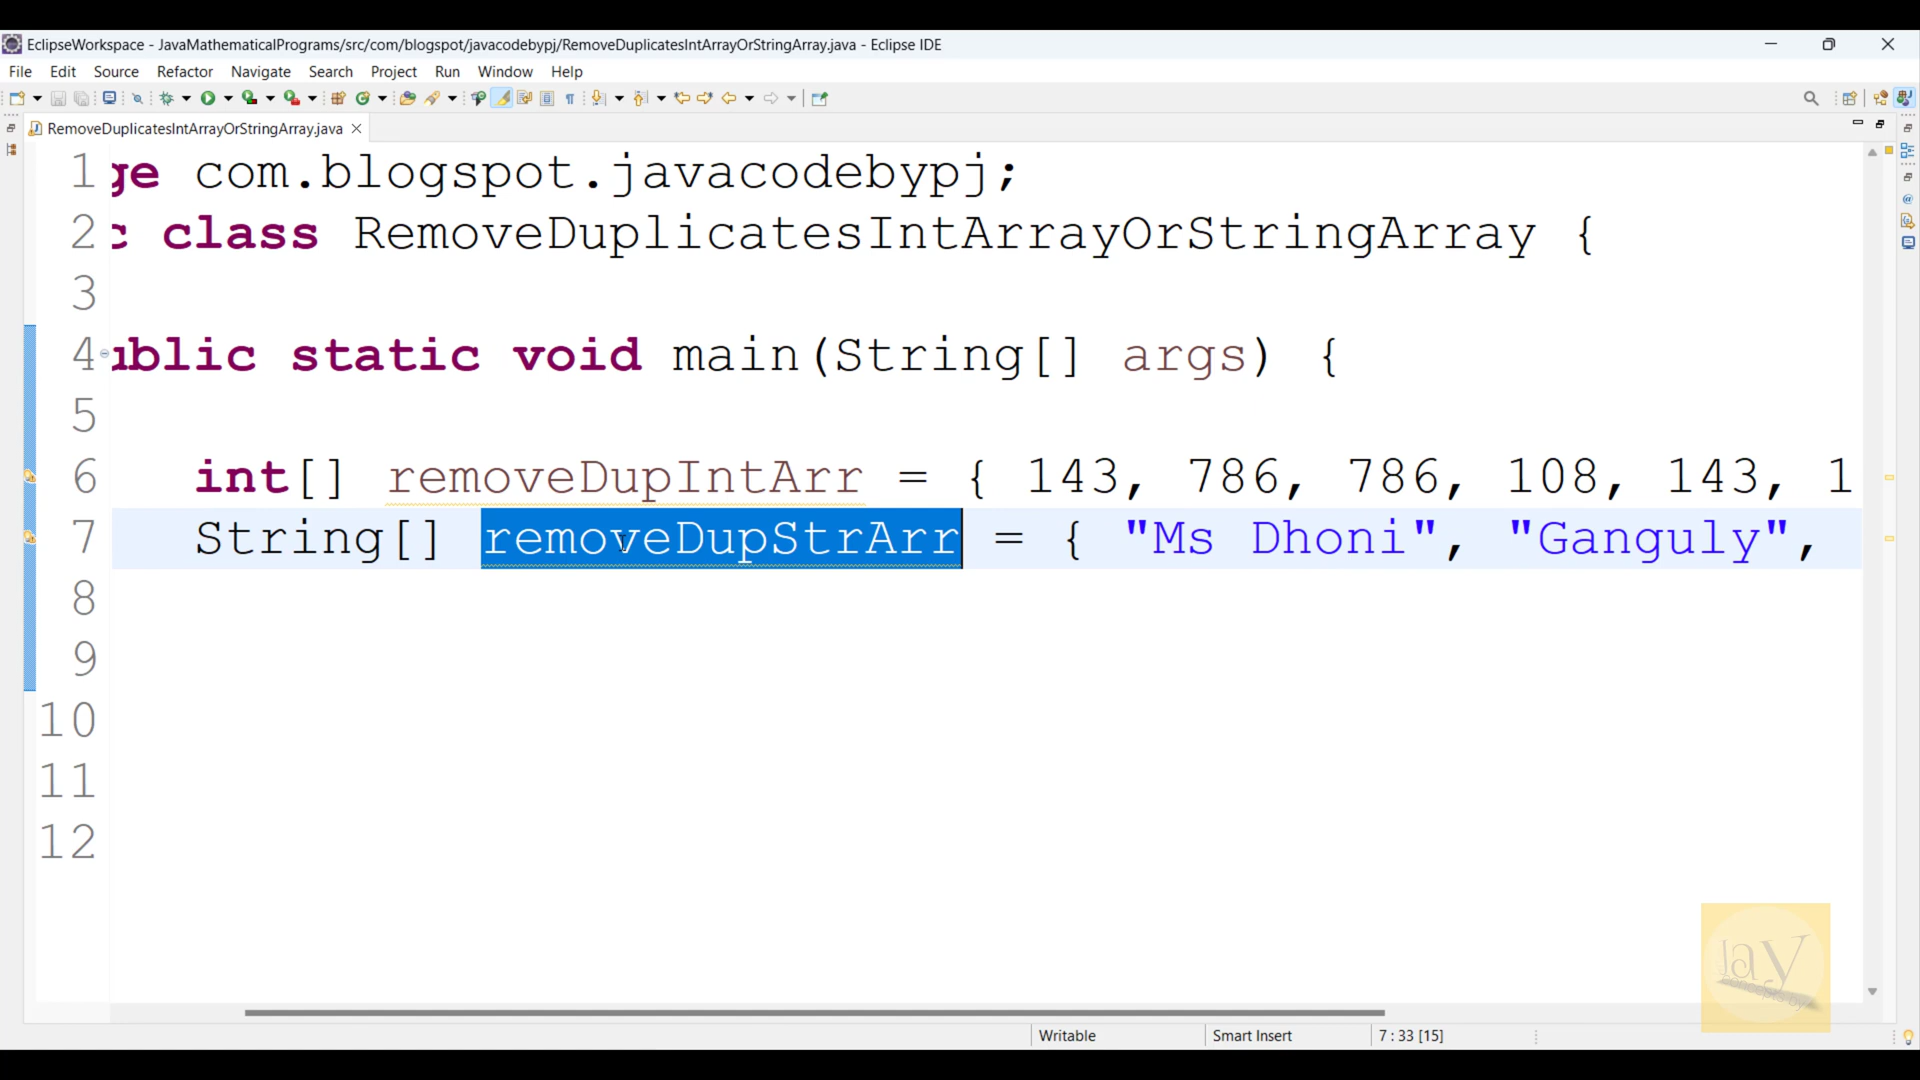 EclipseWorkspace - JavaMathematicalPrograms/src/com/blogspot/javacodebypj/RemoveDuplicatesIntArrayOrStringArray.java - Eclipse IDE
File Edit Source Refactor Navigate Search Project Run Window Help
RemoveDuplicatesIntArrayOrStringArray.java
1 ge com.blogspot.javacodebypj;
2 c class RemoveDuplicatesIntArrayOrStringArray {
3
4 ublic static void main(String[] args) {
5
6 int[] removeDupIntArr = { 143, 786, 786, 108, 143, 1
7 String[] removeDupStrArr = { "Ms Dhoni", "Ganguly",
8
9
10
11
12
Jay
Concepts by
Writable Smart Insert 7 : 33 [15]